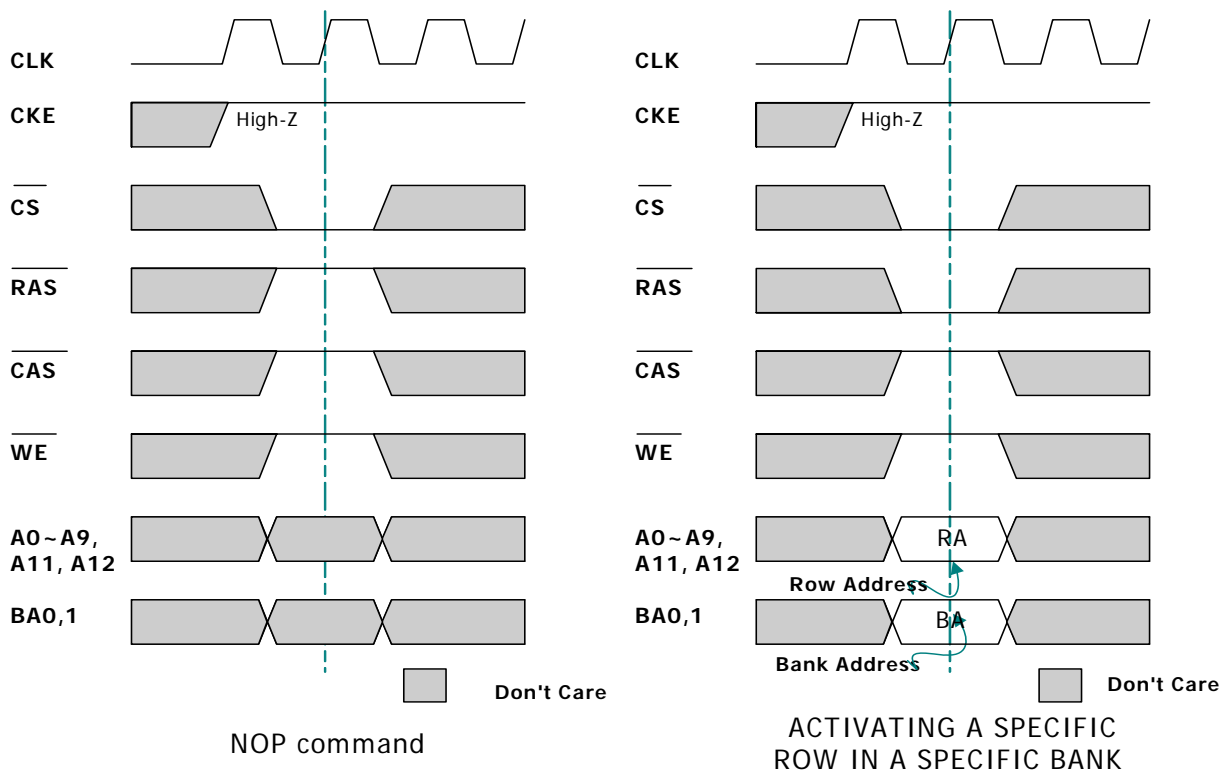 CLK
CKE
High-Z
CS
RAS
CAS
WE
A0~A9,
A11, A12
BA0,1
Don't Care
NOP command
CLK
CKE
High-Z
CS
RAS
CAS
WE
A0~A9,
A11, A12
RA
Row Address
BA0,1
BA
Bank Address
Don't Care
ACTIVATING A SPECIFIC
ROW IN A SPECIFIC BANK